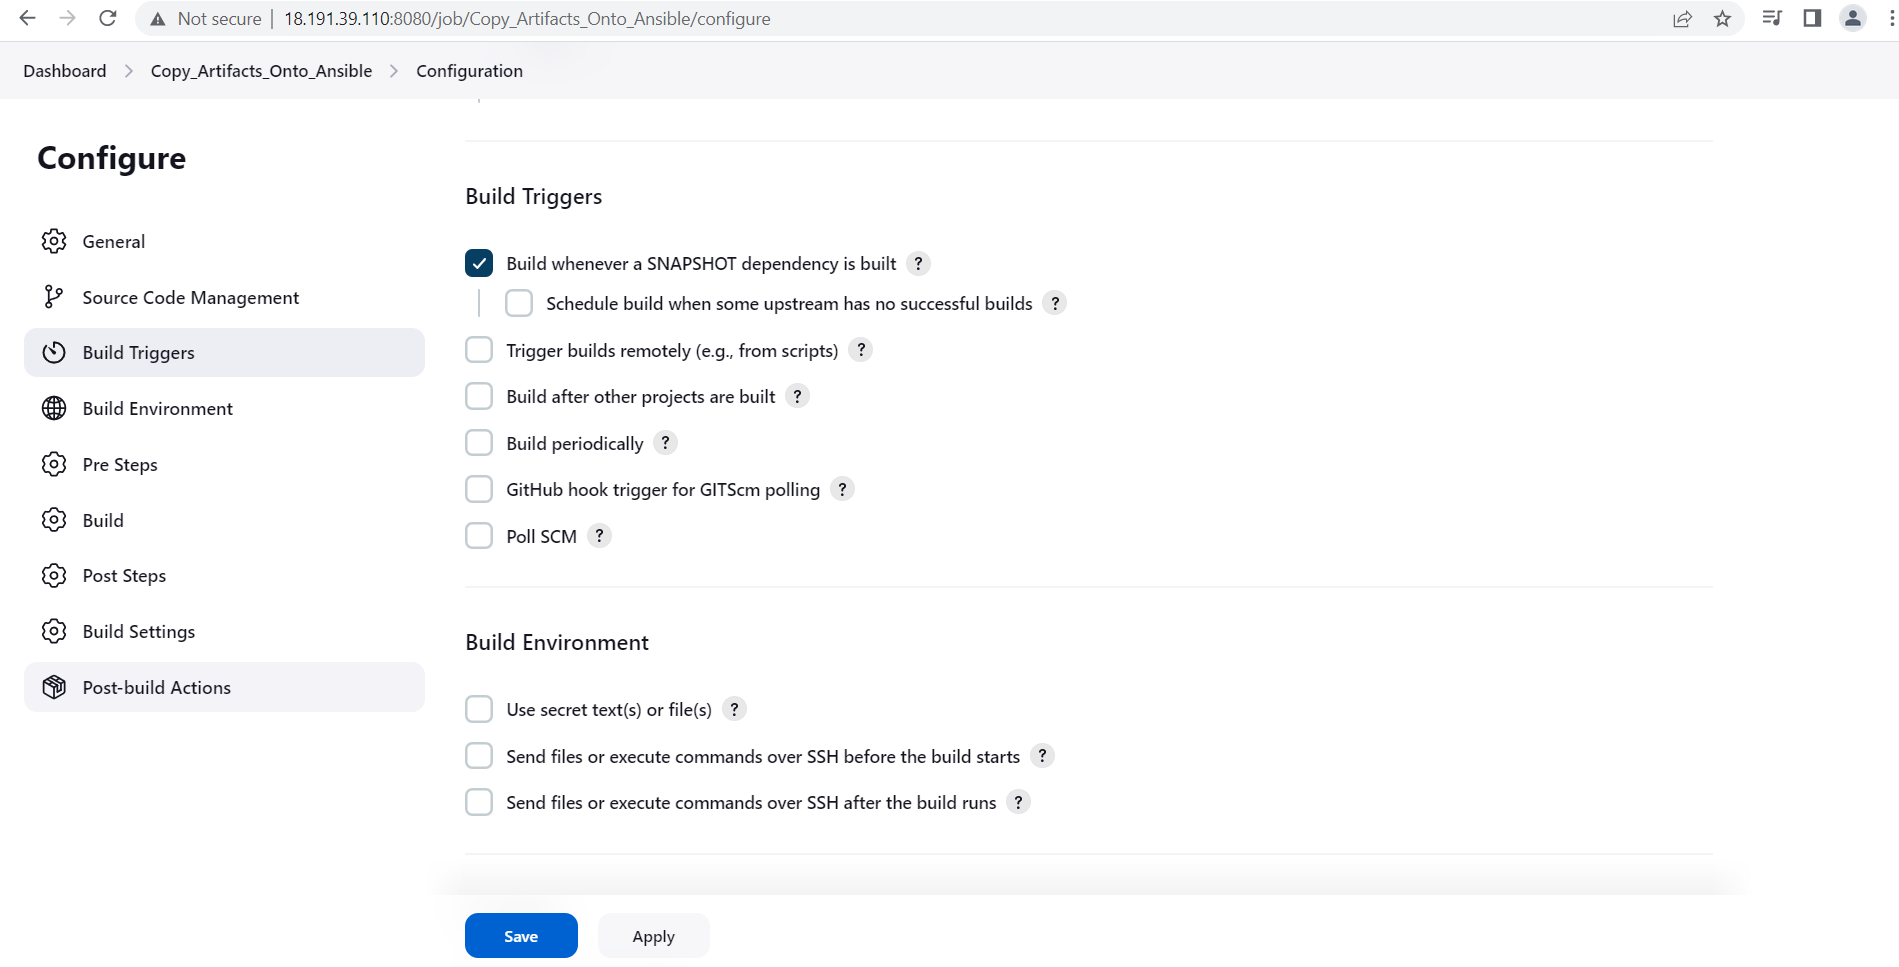 Not secure | 18.191.39.110:8080/job/Copy_Artifacts_Onto_Ansible/configure
Dashboard > Copy_Artifacts_Onto_Ansible > Configuration
Configure
General
Source Code Management
Build Triggers
Build Environment
Pre Steps
Build
Post Steps
Build Settings
Post-build Actions
Build Triggers
Build whenever a SNAPSHOT dependency is built ?
Schedule build when some upstream has no successful builds ?
Trigger builds remotely (e.g., from scripts) ?
Build after other projects are built ?
Build periodically ?
GitHub hook trigger for GITScm polling ?
Poll SCM ?
Build Environment
Use secret text(s) or file(s) ?
Send files or execute commands over SSH before the build starts ?
Send files or execute commands over SSH after the build runs ?
Save Apply